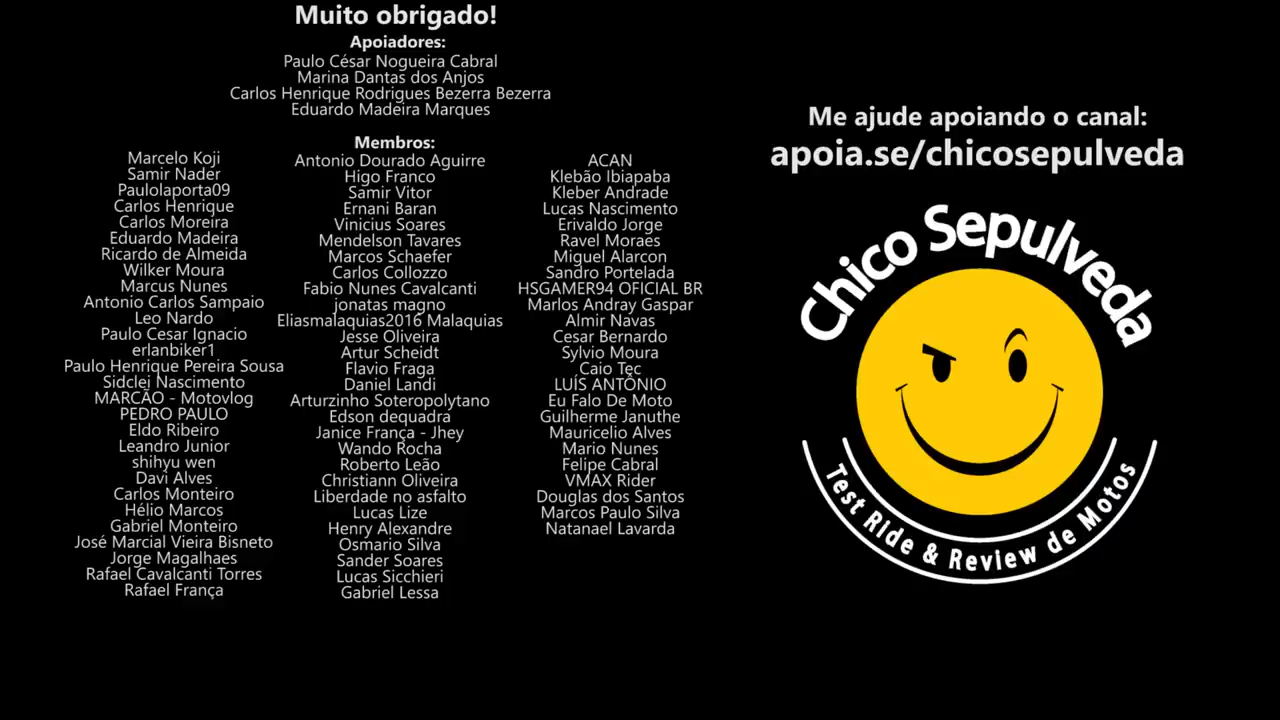 Muito obrigado!
Apoiadores:
Paulo César Nogueira Cabral
Marina Dantas dos Anjos
Carlos Henrique Rodrigues Bezerra Bezerra
Eduardo Madeira Marques
Membros:
Marcelo Koji
Samir Nader
Paulolaporta09
Carlos Henrique
Carlos Moreira
Eduardo Madeira
Ricardo de Almeida
Wilker Moura
Marcus Nunes
Antonio Carlos Sampaio
Leo Nardo
Paulo Cesar Ignacio
erlanbiker1
Paulo Henrique Pereira Sousa
Sidclei Nascimento
MARCÃO - Motovlog
PEDRO PAULO
Eldo Ribeiro
Leandro Junior
shihyu wen
Davi Alves
Carlos Monteiro
Hélio Marcos
Gabriel Monteiro
José Marcial Vieira Bisneto
Jorge Magalhaes
Rafael Cavalcanti Torres
Rafael França
Antonio Dourado Aguirre
Higo Franco
Samir Vitor
Ernani Baran
Vinicius Soares
Mendelson Tavares
Marcos Schaefer
Carlos Collozzo
Fabio Nunes Cavalcanti
jonatas magno
Eliasmalaquias2016 Malaquias
Jesse Oliveira
Artur Scheidt
Flavio Fraga
Daniel Landi
Arturzinho Soteropolytano
Edson dequadra
Janice França - Jhey
Wando Rocha
Roberto Leão
Christiann Oliveira
Liberdade no asfalto
Lucas Lize
Henry Alexandre
Osmario Silva
Sander Soares
Lucas Sicchieri
Gabriel Lessa
ACAN
Klebão Ibiapaba
Kleber Andrade
Lucas Nascimento
Erivaldo Jorge
Ravel Moraes
Miguel Alarcon
Sandro Portelada
HSGAMER94 OFICIAL BR
Marlos Andray Gaspar
Almir Navas
Cesar Bernardo
Sylvio Moura
Caio Tec
LUÍS ANTÔNIO
Eu Falo De Moto
Guilherme Januthe
Mauricelio Alves
Mario Nunes
Felipe Cabral
VMAX Rider
Douglas dos Santos
Marcos Paulo Silva
Natanael Lavarda
Me ajude apoiando o canal:
apoia.se/chicosepulveda
Chico Sepulveda
Test Ride & Review de Motos